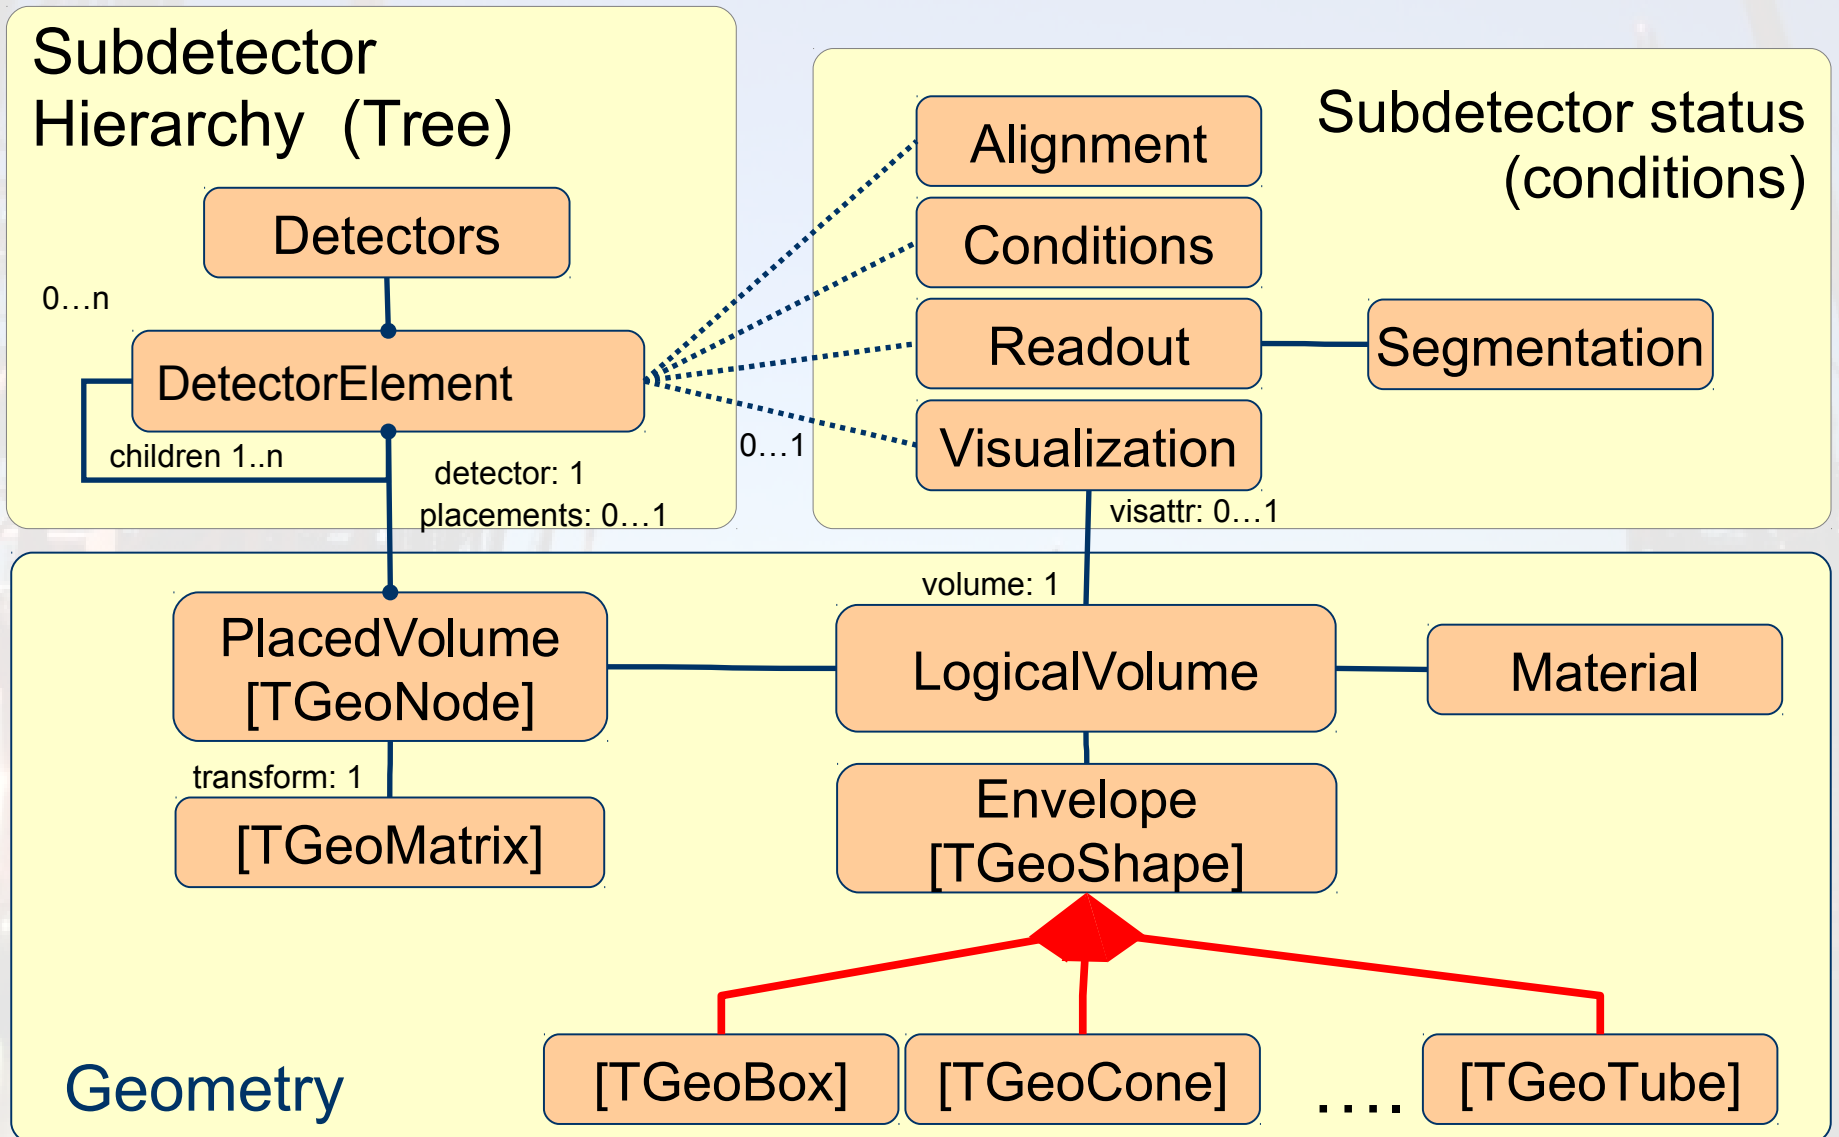 Subdetector
Hierarchy (Tree)
Detectors
0…n
DetectorElement
children 1..n
detector: 1
placements: 0…1
Subdetector status
(conditions)
Alignment
Conditions
Readout
Segmentation
Visualization
0…1
visattr: 0…1
volume: 1
PlacedVolume
[TGeoNode]
LogicalVolume
Material
transform: 1
[TGeoMatrix]
Envelope
[TGeoShape]
[TGeoBox]
[TGeoCone]
….
[TGeoTube]
Geometry